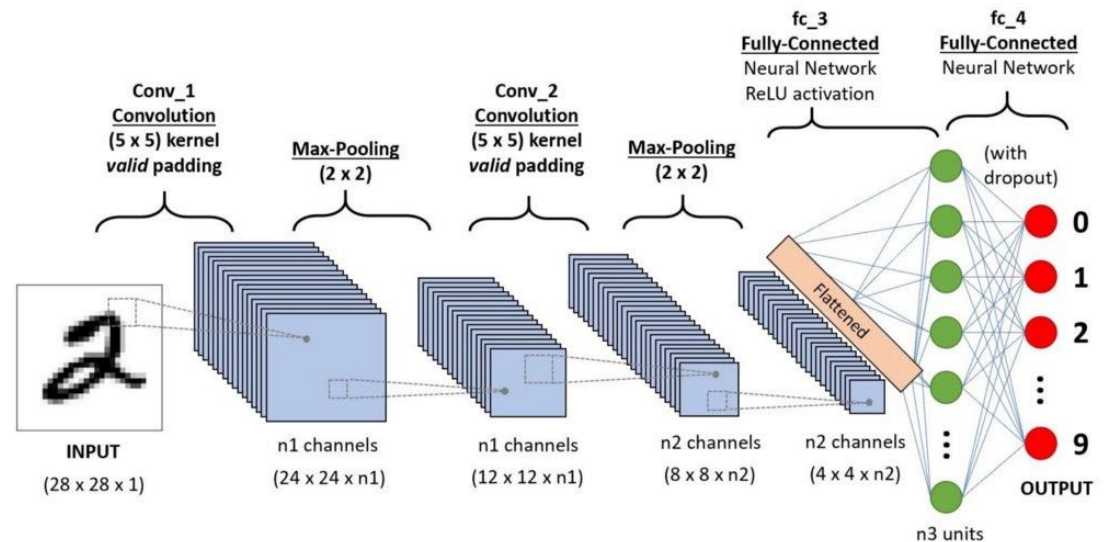 fc_3
Fully-Connected
Neural Network
ReLU activation
fc_4
Fully-Connected
Neural Network
Conv_1
Convolution
(5 x 5) kernel
valid padding
Max-Pooling
(2 x 2)
Conv_2
Convolution
(5 x 5) kernel
valid padding
Max-Pooling
(2 x 2)
(with
dropout)
Flattened
0
1
2
9
INPUT
(28 x 28 x 1)
n1 channels
(24 x 24 x n1)
n1 channels
(12 x 12 x n1)
n2 channels
(8 x 8 x n2)
n2 channels
(4 x 4 x n2)
OUTPUT
n3 units